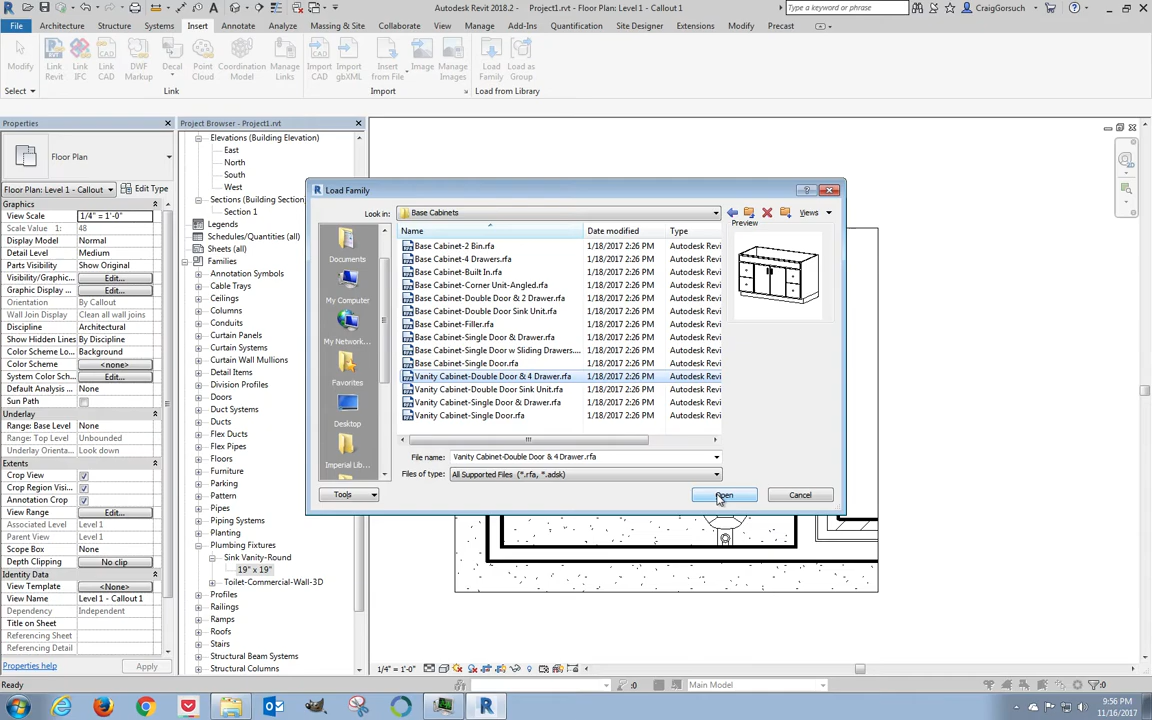 Autodesk Revit 2018.2 - Project1.rvt - Floor Plan: Level 1 - Callout 1
Type a keyword or phrase
CraigGorsuch
File Architecture Structure Systems Insert Annotate Analyze Massing & Site Collaborate View Manage Add-Ins Quantification Site Designer Extensions Modify Precast
Modify
Link Revit
Link IFC
Link CAD
DWF Markup
Decal
Point Cloud
Coordination Model
Manage Links
Import CAD
Import gbXML
Insert from File
Image
Manage Images
Load Family
Load as Group
Select
Link
Import
Load from Library
Properties
Floor Plan
Floor Plan: Level 1 - Callout
Edit Type
Graphics
View Scale 1/4" = 1'-0"
Scale Value 1: 48
Display Model Normal
Detail Level Medium
Parts Visibility Show Original
Visibility/Graphic... Edit...
Graphic Display ... Edit...
Orientation By Callout
Wall Join Display Clean all wall joins
Discipline Architectural
Show Hidden Lines By Discipline
Color Scheme Lo... Background
Color Scheme <none>
System Color Sch... Edit...
Default Analysis ... None
Sun Path
Underlay
Range: Base Level None
Range: Top Level Unbounded
Underlay Orienta... Look down
Extents
Crop View
Crop Region Visi...
Annotation Crop
View Range Edit...
Associated Level Level 1
Parent View Level 1
Scope Box None
Depth Clipping No clip
Identity Data
View Template <None>
View Name Level 1 - Callout 1
Dependency Independent
Title on Sheet
Referencing Sheet
Referencing Detail
Properties help
Apply
Project Browser - Project1.rvt
Elevations (Building Elevation)
East
North
South
West
Sections (Building Section)
Section 1
Legends
Schedules/Quantities (all)
Sheets (all)
Families
Annotation Symbols
Cable Trays
Ceilings
Columns
Conduits
Curtain Panels
Curtain Systems
Curtain Wall Mullions
Detail Items
Division Profiles
Doors
Duct Systems
Ducts
Flex Ducts
Flex Pipes
Floors
Furniture
Parking
Pattern
Pipes
Piping Systems
Planting
Plumbing Fixtures
Sink Vanity-Round
19" x 19"
Toilet-Commercial-Wall-3D
Profiles
Railings
Ramps
Roofs
Stairs
Structural Beam Systems
Structural Columns
Load Family
Look in: Base Cabinets
Views
Documents
My Computer
My Network...
Favorites
Desktop
Imperial Lib...
Name Date modified Type
Base Cabinet-2 Bin.rfa 1/18/2017 2:26 PM Autodesk Revi
Base Cabinet-4 Drawers.rfa 1/18/2017 2:26 PM Autodesk Revi
Base Cabinet-Built In.rfa 1/18/2017 2:26 PM Autodesk Revi
Base Cabinet-Corner Unit-Angled.rfa 1/18/2017 2:26 PM Autodesk Revi
Base Cabinet-Double Door & 2 Drawer.rfa 1/18/2017 2:26 PM Autodesk Revi
Base Cabinet-Double Door Sink Unit.rfa 1/18/2017 2:26 PM Autodesk Revi
Base Cabinet-Filler.rfa 1/18/2017 2:26 PM Autodesk Revi
Base Cabinet-Single Door & Drawer.rfa 1/18/2017 2:26 PM Autodesk Revi
Base Cabinet-Single Door w Sliding Drawers.... 1/18/2017 2:26 PM Autodesk Revi
Base Cabinet-Single Door.rfa 1/18/2017 2:26 PM Autodesk Revi
Vanity Cabinet-Double Door & 4 Drawer.rfa 1/18/2017 2:26 PM Autodesk Revi
Vanity Cabinet-Double Door Sink Unit.rfa 1/18/2017 2:26 PM Autodesk Revi
Vanity Cabinet-Single Door & Drawer.rfa 1/18/2017 2:26 PM Autodesk Revi
Vanity Cabinet-Single Door.rfa 1/18/2017 2:26 PM Autodesk Revi
Preview
File name: Vanity Cabinet-Double Door & 4 Drawer.rfa
Files of type: All Supported Files (*.rfa, *.adsk)
Tools
Open
Cancel
1/4" = 1'-0"
Ready
:0
Main Model
:0
9:56 PM
11/16/2017